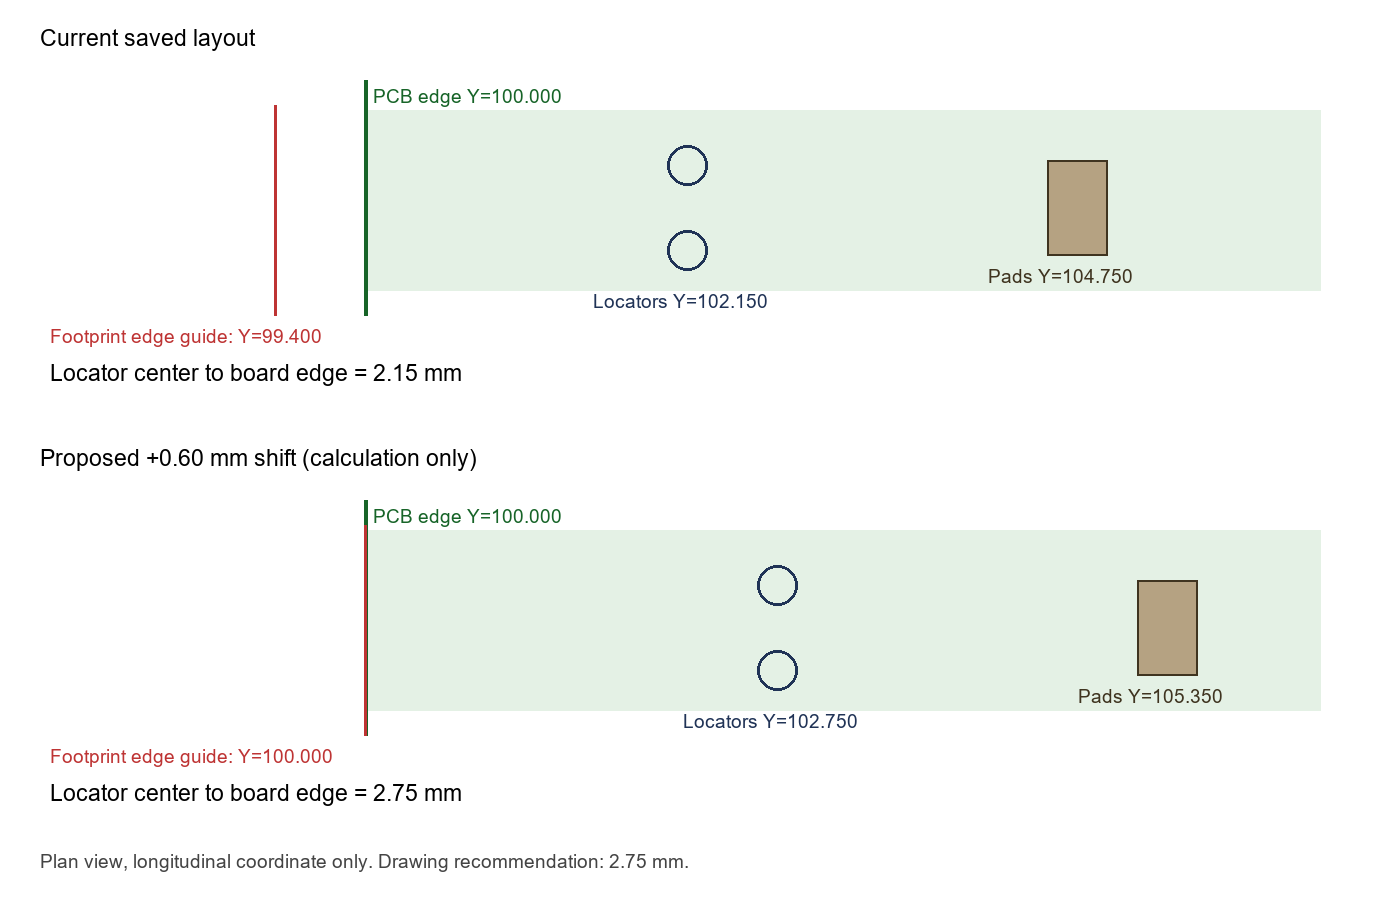 Current saved layout
PCB edge Y=100.000
Pads Y=104.750
Locators Y=102.150
Footprint edge guide: Y=99.400
Locator center to board edge = 2.15 mm
Proposed +0.60 mm shift (calculation only)
PCB edge Y=100.000
Pads Y=105.350
Locators Y=102.750
Footprint edge guide: Y=100.000
Locator center to board edge = 2.75 mm
Plan view, longitudinal coordinate only. Drawing recommendation: 2.75 mm.